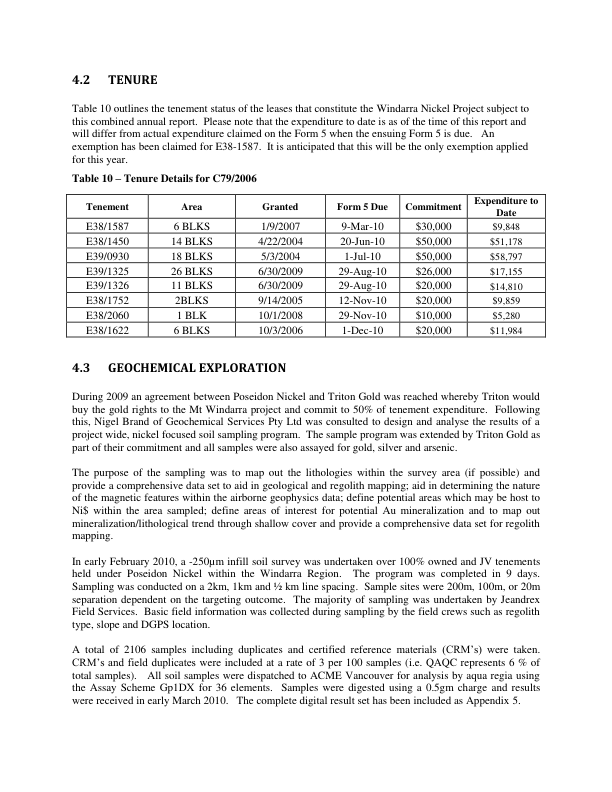 4.2 TENURE
Table 10 outlines the tenement status of the leases that constitute the Windarra Nickel Project subject to
this combined annual report. Please note that the expenditure to date is as of the time of this report and
will differ from actual expenditure claimed on the Form 5 when the ensuing Form 5 is due. An
exemption has been claimed for E38-1587. It is anticipated that this will be the only exemption applied
for this year.
Table 10 – Tenure Details for C79/2006
Tenement Area Granted Form 5 Due Commitment Expenditure to Date
E38/1587 6 BLKS 1/9/2007 9-Mar-10 $30,000 $9,848
E38/1450 14 BLKS 4/22/2004 20-Jun-10 $50,000 $51,178
E39/0930 18 BLKS 5/3/2004 1-Jul-10 $50,000 $58,797
E39/1325 26 BLKS 6/30/2009 29-Aug-10 $26,000 $17,155
E39/1326 11 BLKS 6/30/2009 29-Aug-10 $20,000 $14,810
E38/1752 2BLKS 9/14/2005 12-Nov-10 $20,000 $9,859
E38/2060 1 BLK 10/1/2008 29-Nov-10 $10,000 $5,280
E38/1622 6 BLKS 10/3/2006 1-Dec-10 $20,000 $11,984
4.3 GEOCHEMICAL EXPLORATION
During 2009 an agreement between Poseidon Nickel and Triton Gold was reached whereby Triton would
buy the gold rights to the Mt Windarra project and commit to 50% of tenement expenditure. Following
this, Nigel Brand of Geochemical Services Pty Ltd was consulted to design and analyse the results of a
project wide, nickel focused soil sampling program. The sample program was extended by Triton Gold as
part of their commitment and all samples were also assayed for gold, silver and arsenic.
The purpose of the sampling was to map out the lithologies within the survey area (if possible) and
provide a comprehensive data set to aid in geological and regolith mapping; aid in determining the nature
of the magnetic features within the airborne geophysics data; define potential areas which may be host to
Ni$ within the area sampled; define areas of interest for potential Au mineralization and to map out
mineralization/lithological trend through shallow cover and provide a comprehensive data set for regolith
mapping.
In early February 2010, a -250µm infill soil survey was undertaken over 100% owned and JV tenements
held under Poseidon Nickel within the Windarra Region. The program was completed in 9 days.
Sampling was conducted on a 2km, 1km and ½ km line spacing. Sample sites were 200m, 100m, or 20m
separation dependent on the targeting outcome. The majority of sampling was undertaken by Jeandrex
Field Services. Basic field information was collected during sampling by the field crews such as regolith
type, slope and DGPS location.
A total of 2106 samples including duplicates and certified reference materials (CRM's) were taken.
CRM's and field duplicates were included at a rate of 3 per 100 samples (i.e. QAQC represents 6 % of
total samples). All soil samples were dispatched to ACME Vancouver for analysis by aqua regia using
the Assay Scheme Gp1DX for 36 elements. Samples were digested using a 0.5gm charge and results
were received in early March 2010. The complete digital result set has been included as Appendix 5.